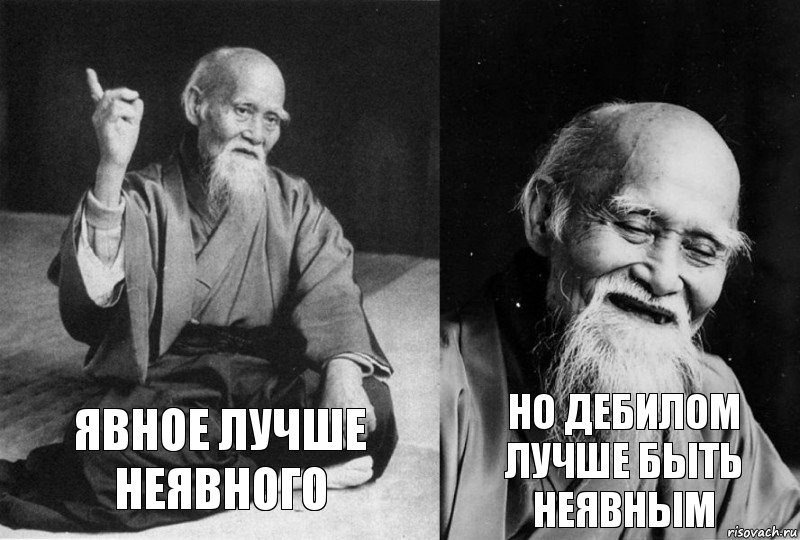 ЯВНОЕ ЛУЧШЕ
НЕЯВНОГО
НО ДЕБИЛОМ
ЛУЧШЕ БЫТЬ
НЕЯВНЫМ
risovach.ru